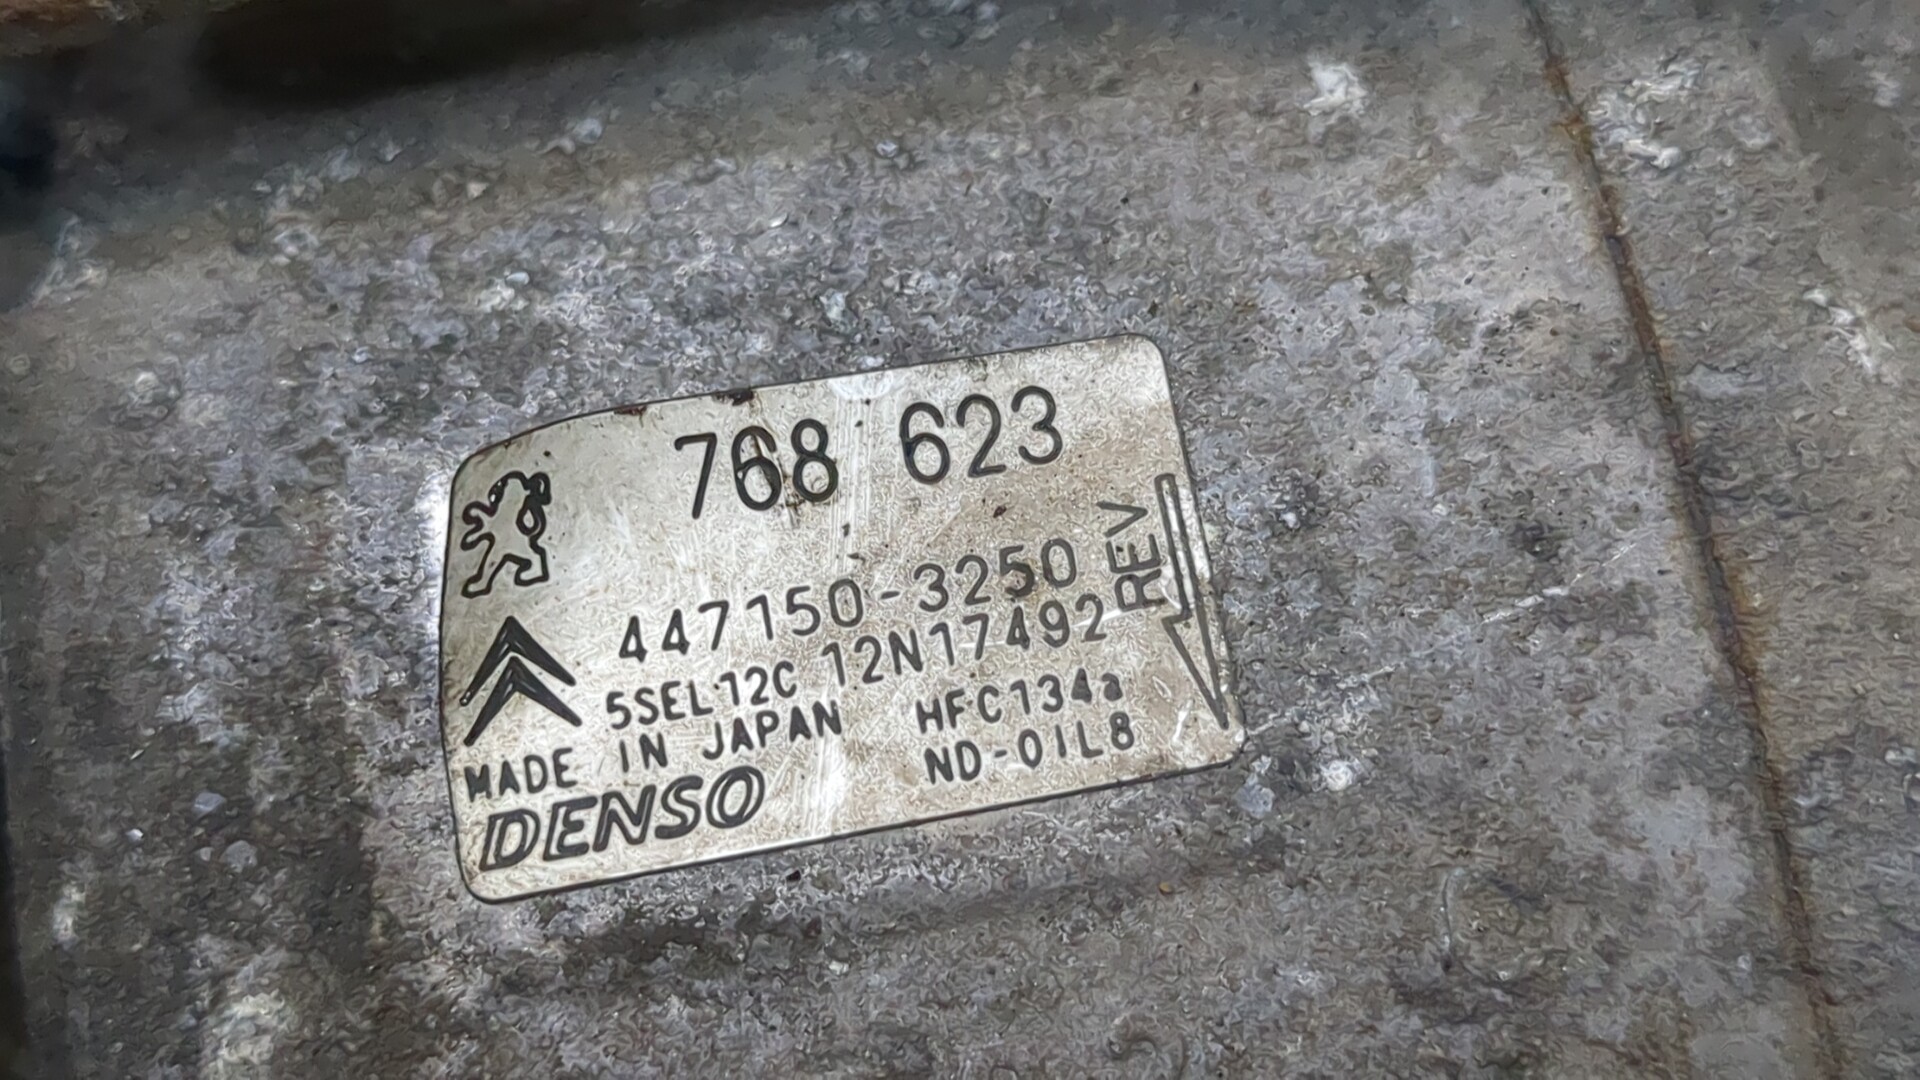 768 623
447150-3250
REV
5SEL12C 12N17492
MADE IN JAPAN HFC134a
DENSO ND-OIL8